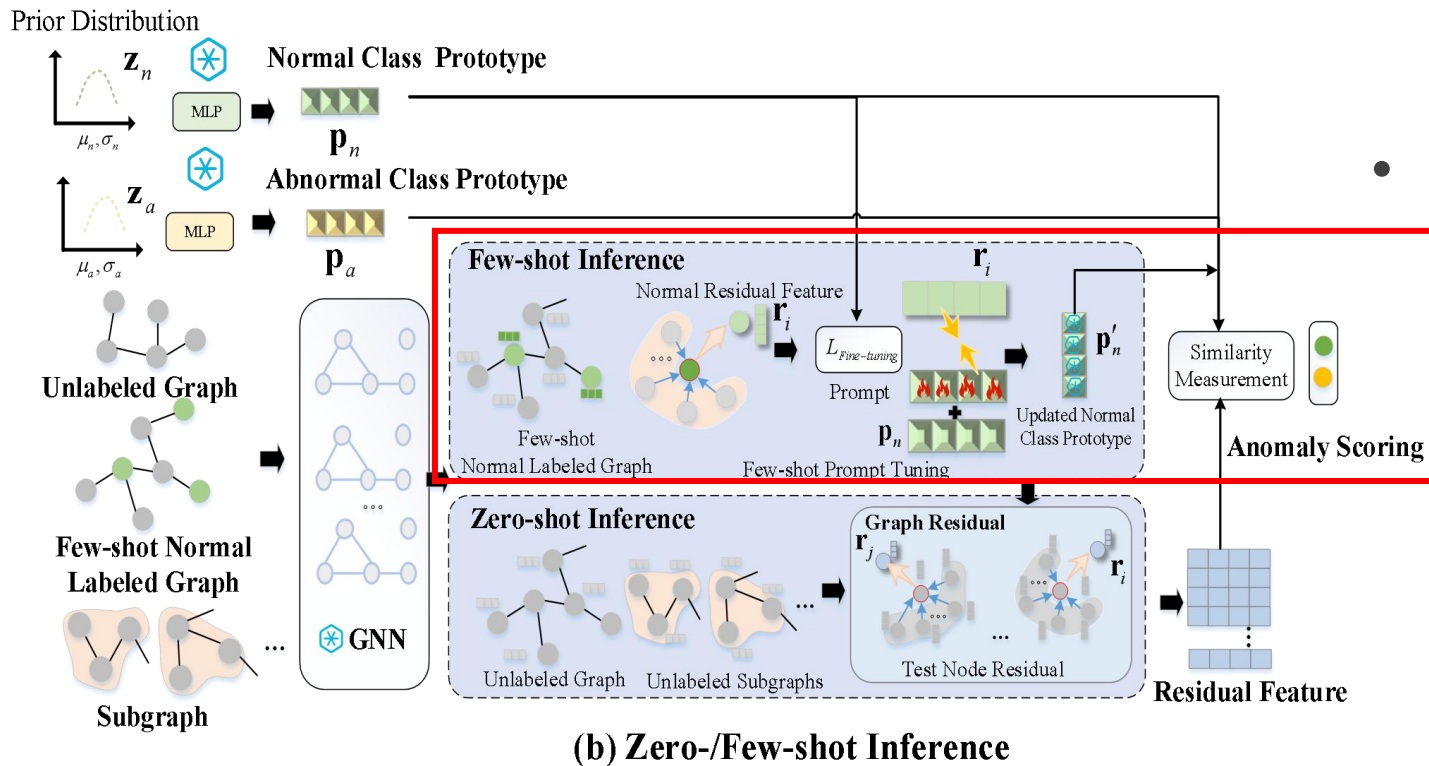 Prior Distribution
z_n
MLP
μ_n, σ_n
Normal Class Prototype
p_n
z_a
MLP
μ_a, σ_a
Abnormal Class Prototype
p_a
Unlabeled Graph
Few-shot Normal
Labeled Graph
Subgraph
...
...
GNN
Few-shot Inference
Normal Residual Feature
r_i
Few-shot
Normal Labeled Graph
L_Fine-tuning
Prompt
r_i
+
p_n
Few-shot Prompt Tuning
p'_n
Updated Normal
Class Prototype
Similarity
Measurement
Anomaly Scoring
Zero-shot Inference
Unlabeled Graph
Unlabeled Subgraphs
...
Graph Residual
r_j
r_i
...
Test Node Residual
Residual Feature
(b) Zero-/Few-shot Inference